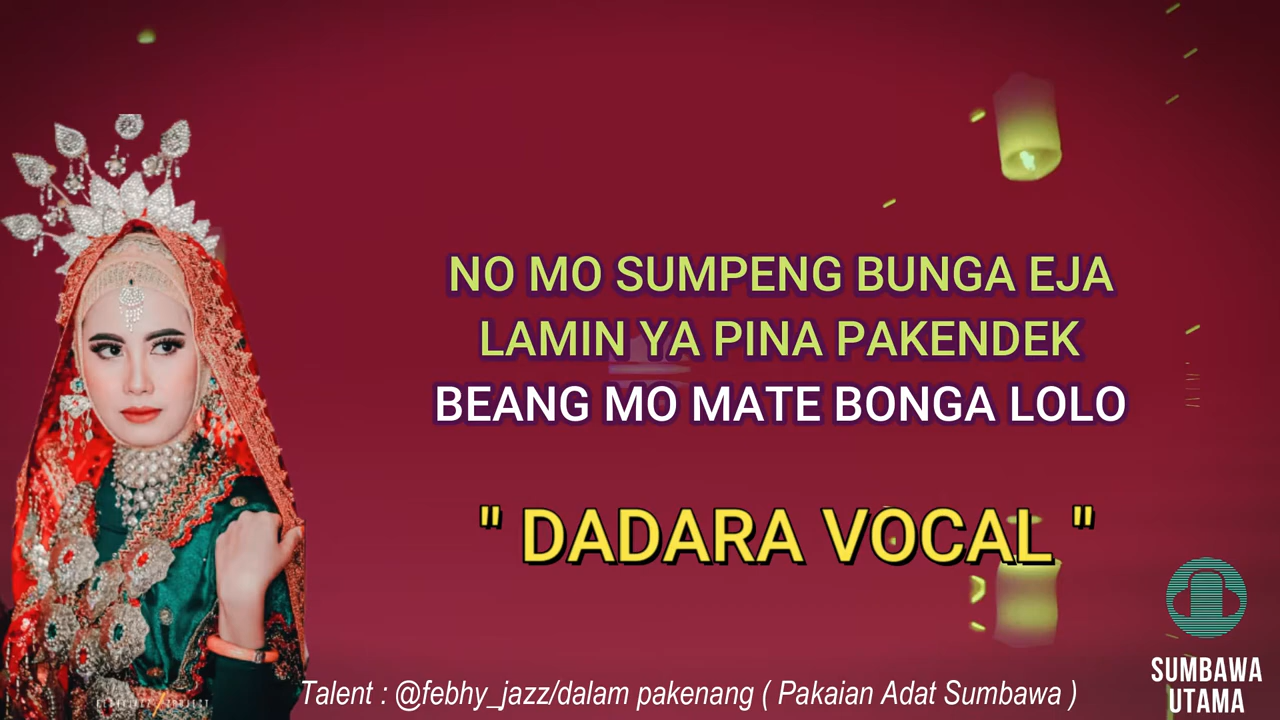 NO MO SUMPENG BUNGA EJA
LAMIN YA PINA PAKENDEK
BEANG MO MATE BONGA LOLO
" DADARA VOCAL "
SUMBAWA
UTAMA
Talent : @febhy_jazz/dalam pakenang ( Pakaian Adat Sumbawa )